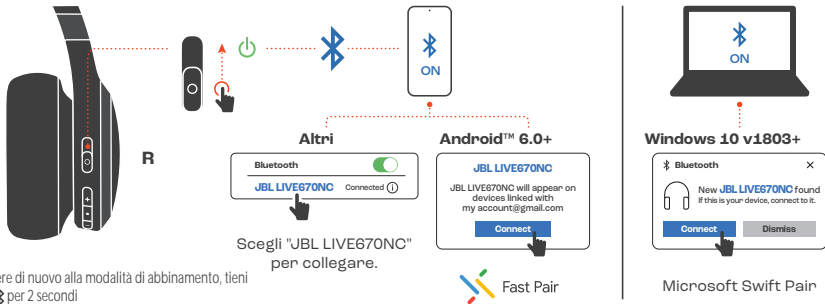 ON
ON
R
Altri
Android™ 6.0+
Windows 10 v1803+
Bluetooth
JBL LIVE670NC
Connected
JBL LIVE670NC
JBL LIVE670NC will appear on
devices linked with
my account@gmail.com
Connect
Bluetooth
New JBL LIVE670NC found
If this is your device, connect to it.
Connect
Dismiss
Scegli "JBL LIVE670NC"
per collegare.
Fast Pair
Microsoft Swift Pair
di nuovo alla modalità di abbinamento, tieni
per 2 secondi